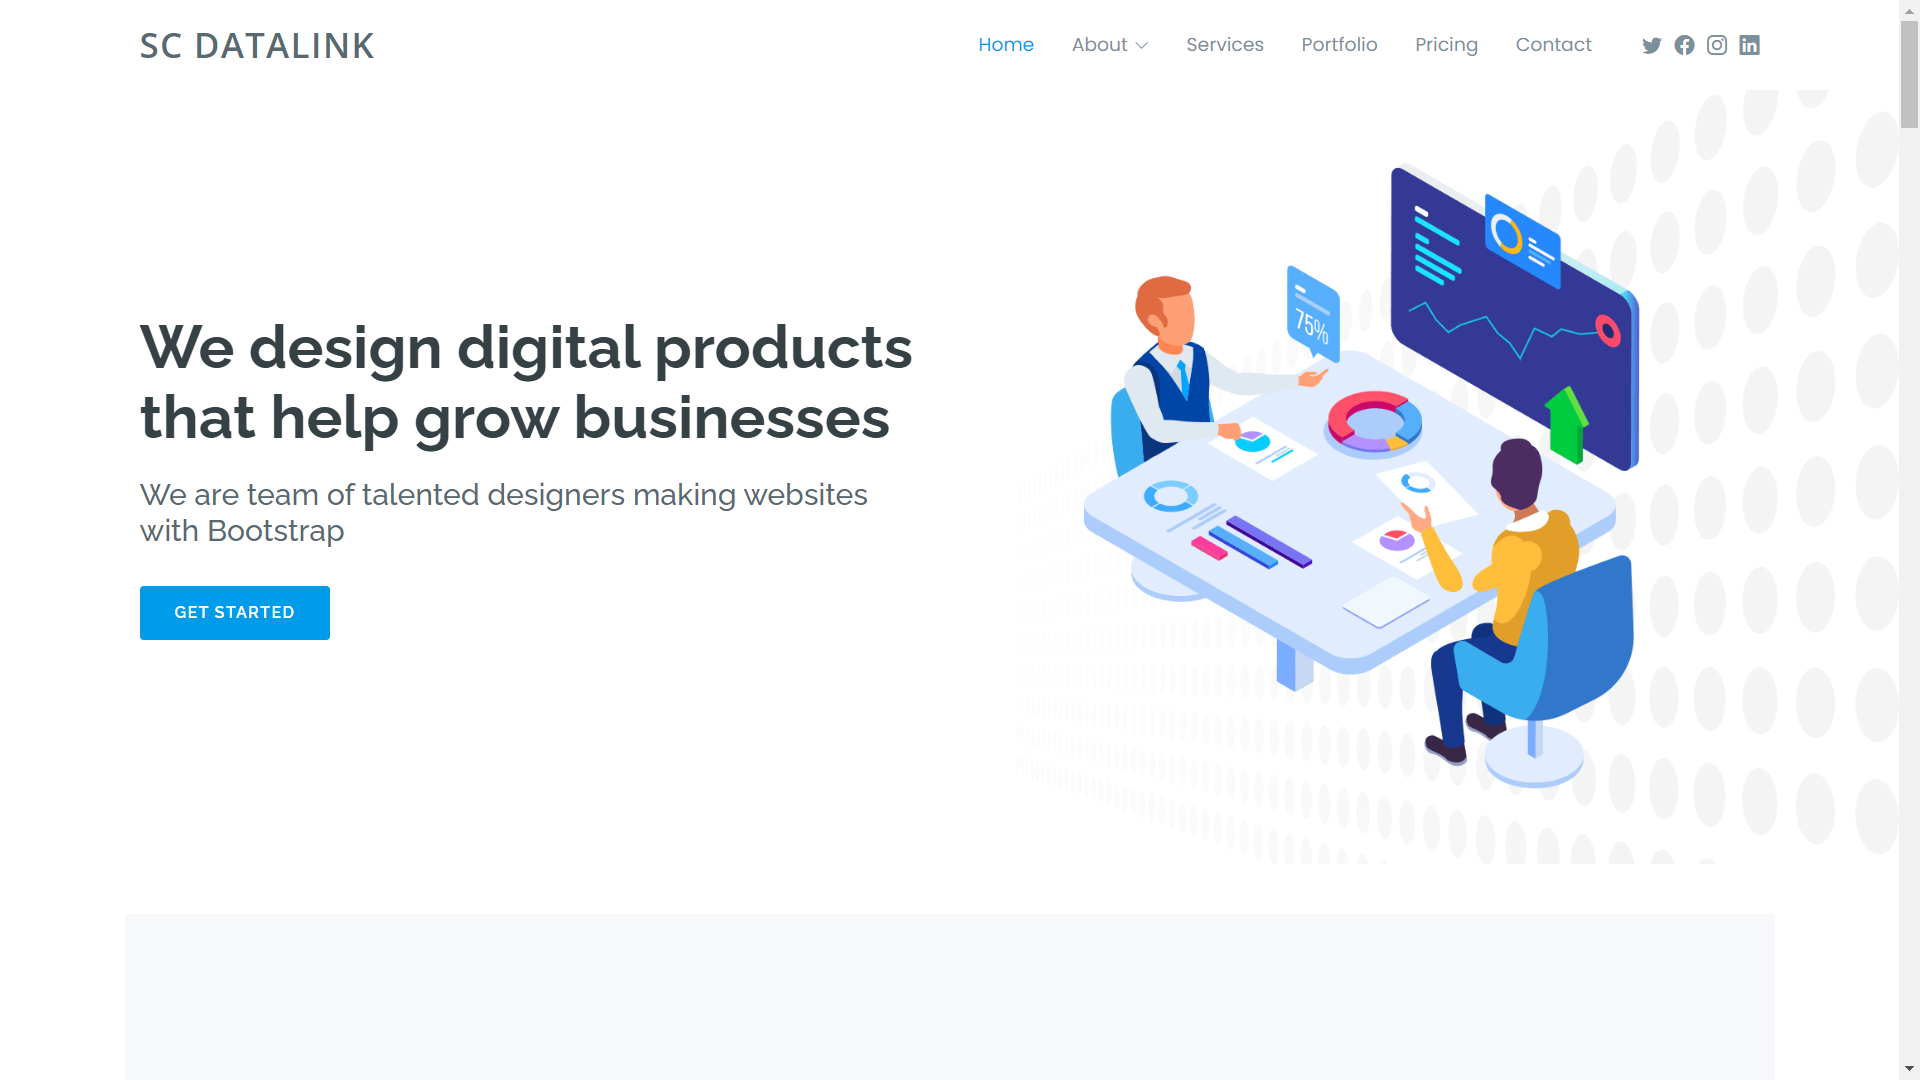 SC DATALINK
Home About Services Portfolio Pricing Contact
75%
We design digital products
that help grow businesses
We are team of talented designers making websites
with Bootstrap
GET STARTED